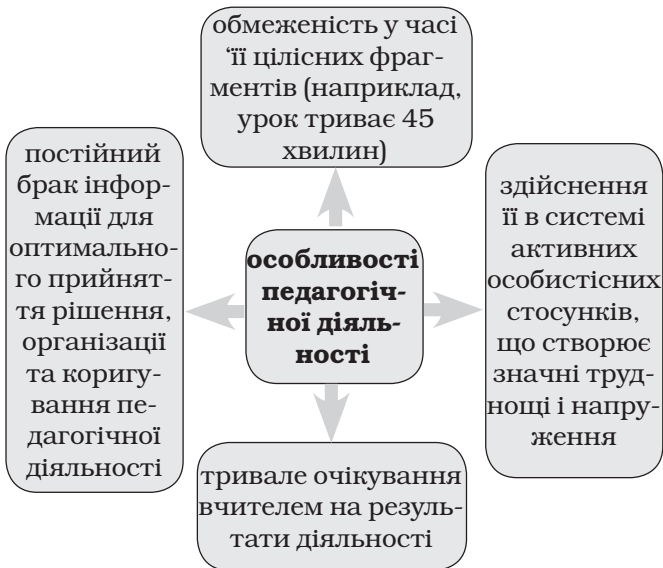 обмеженість у часі
‘її цілісних фраг-
ментів (наприклад,
урок триває 45
хвилин)
постійний
брак інфор-
мації для
оптимально-
го прийнят-
тя рішення,
організації
та коригу-
вання пе-
дагогічної
діяльності
особливості
педагогіч-
ної діяль-
ності
здійснення
її в системі
активних
особистісних
стосунків,
що створює
значні труд-
нощі і напру-
ження
тривале очікування
вчителем на резуль-
тати діяльності